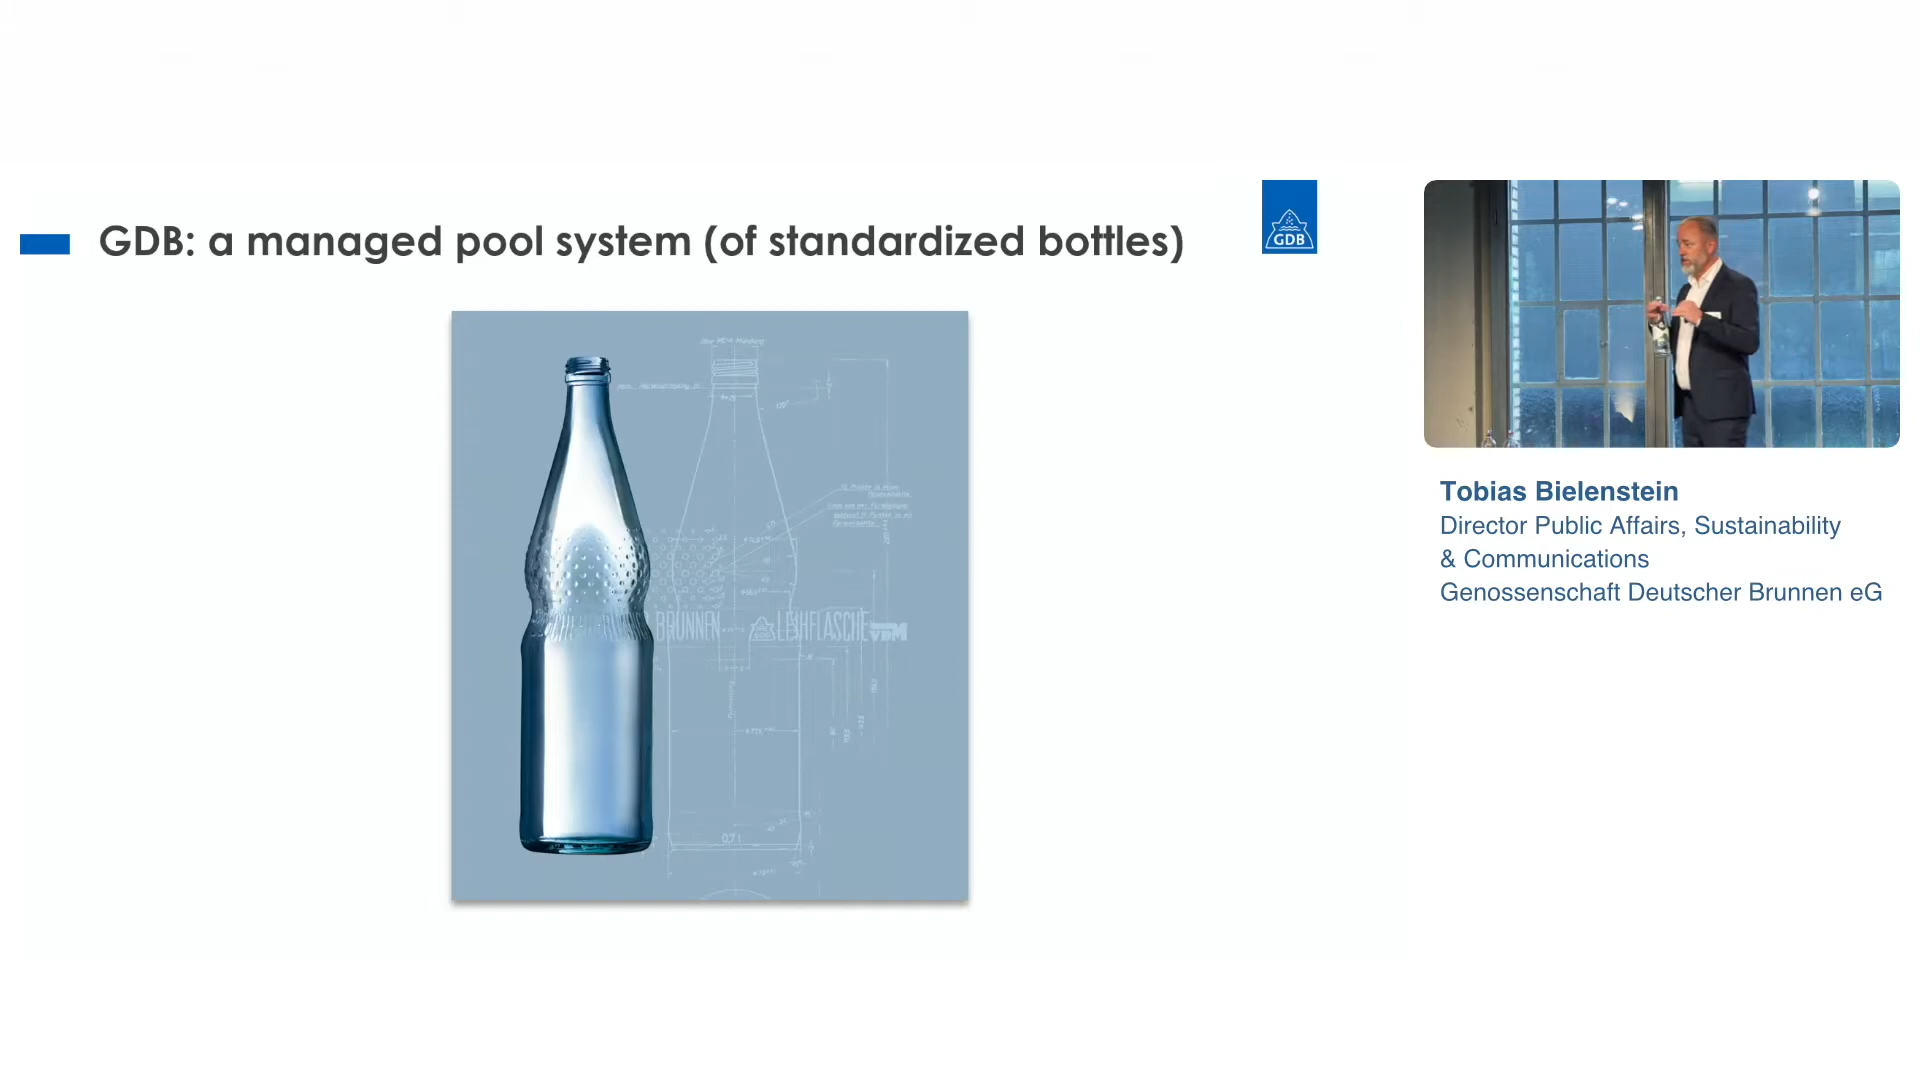 GDB: a managed pool system (of standardized bottles)
GDB
BRUNNEN
LEIHFLASCHE
VDM
0,7 l
Tobias Bielenstein
Director Public Affairs, Sustainability
& Communications
Genossenschaft Deutscher Brunnen eG